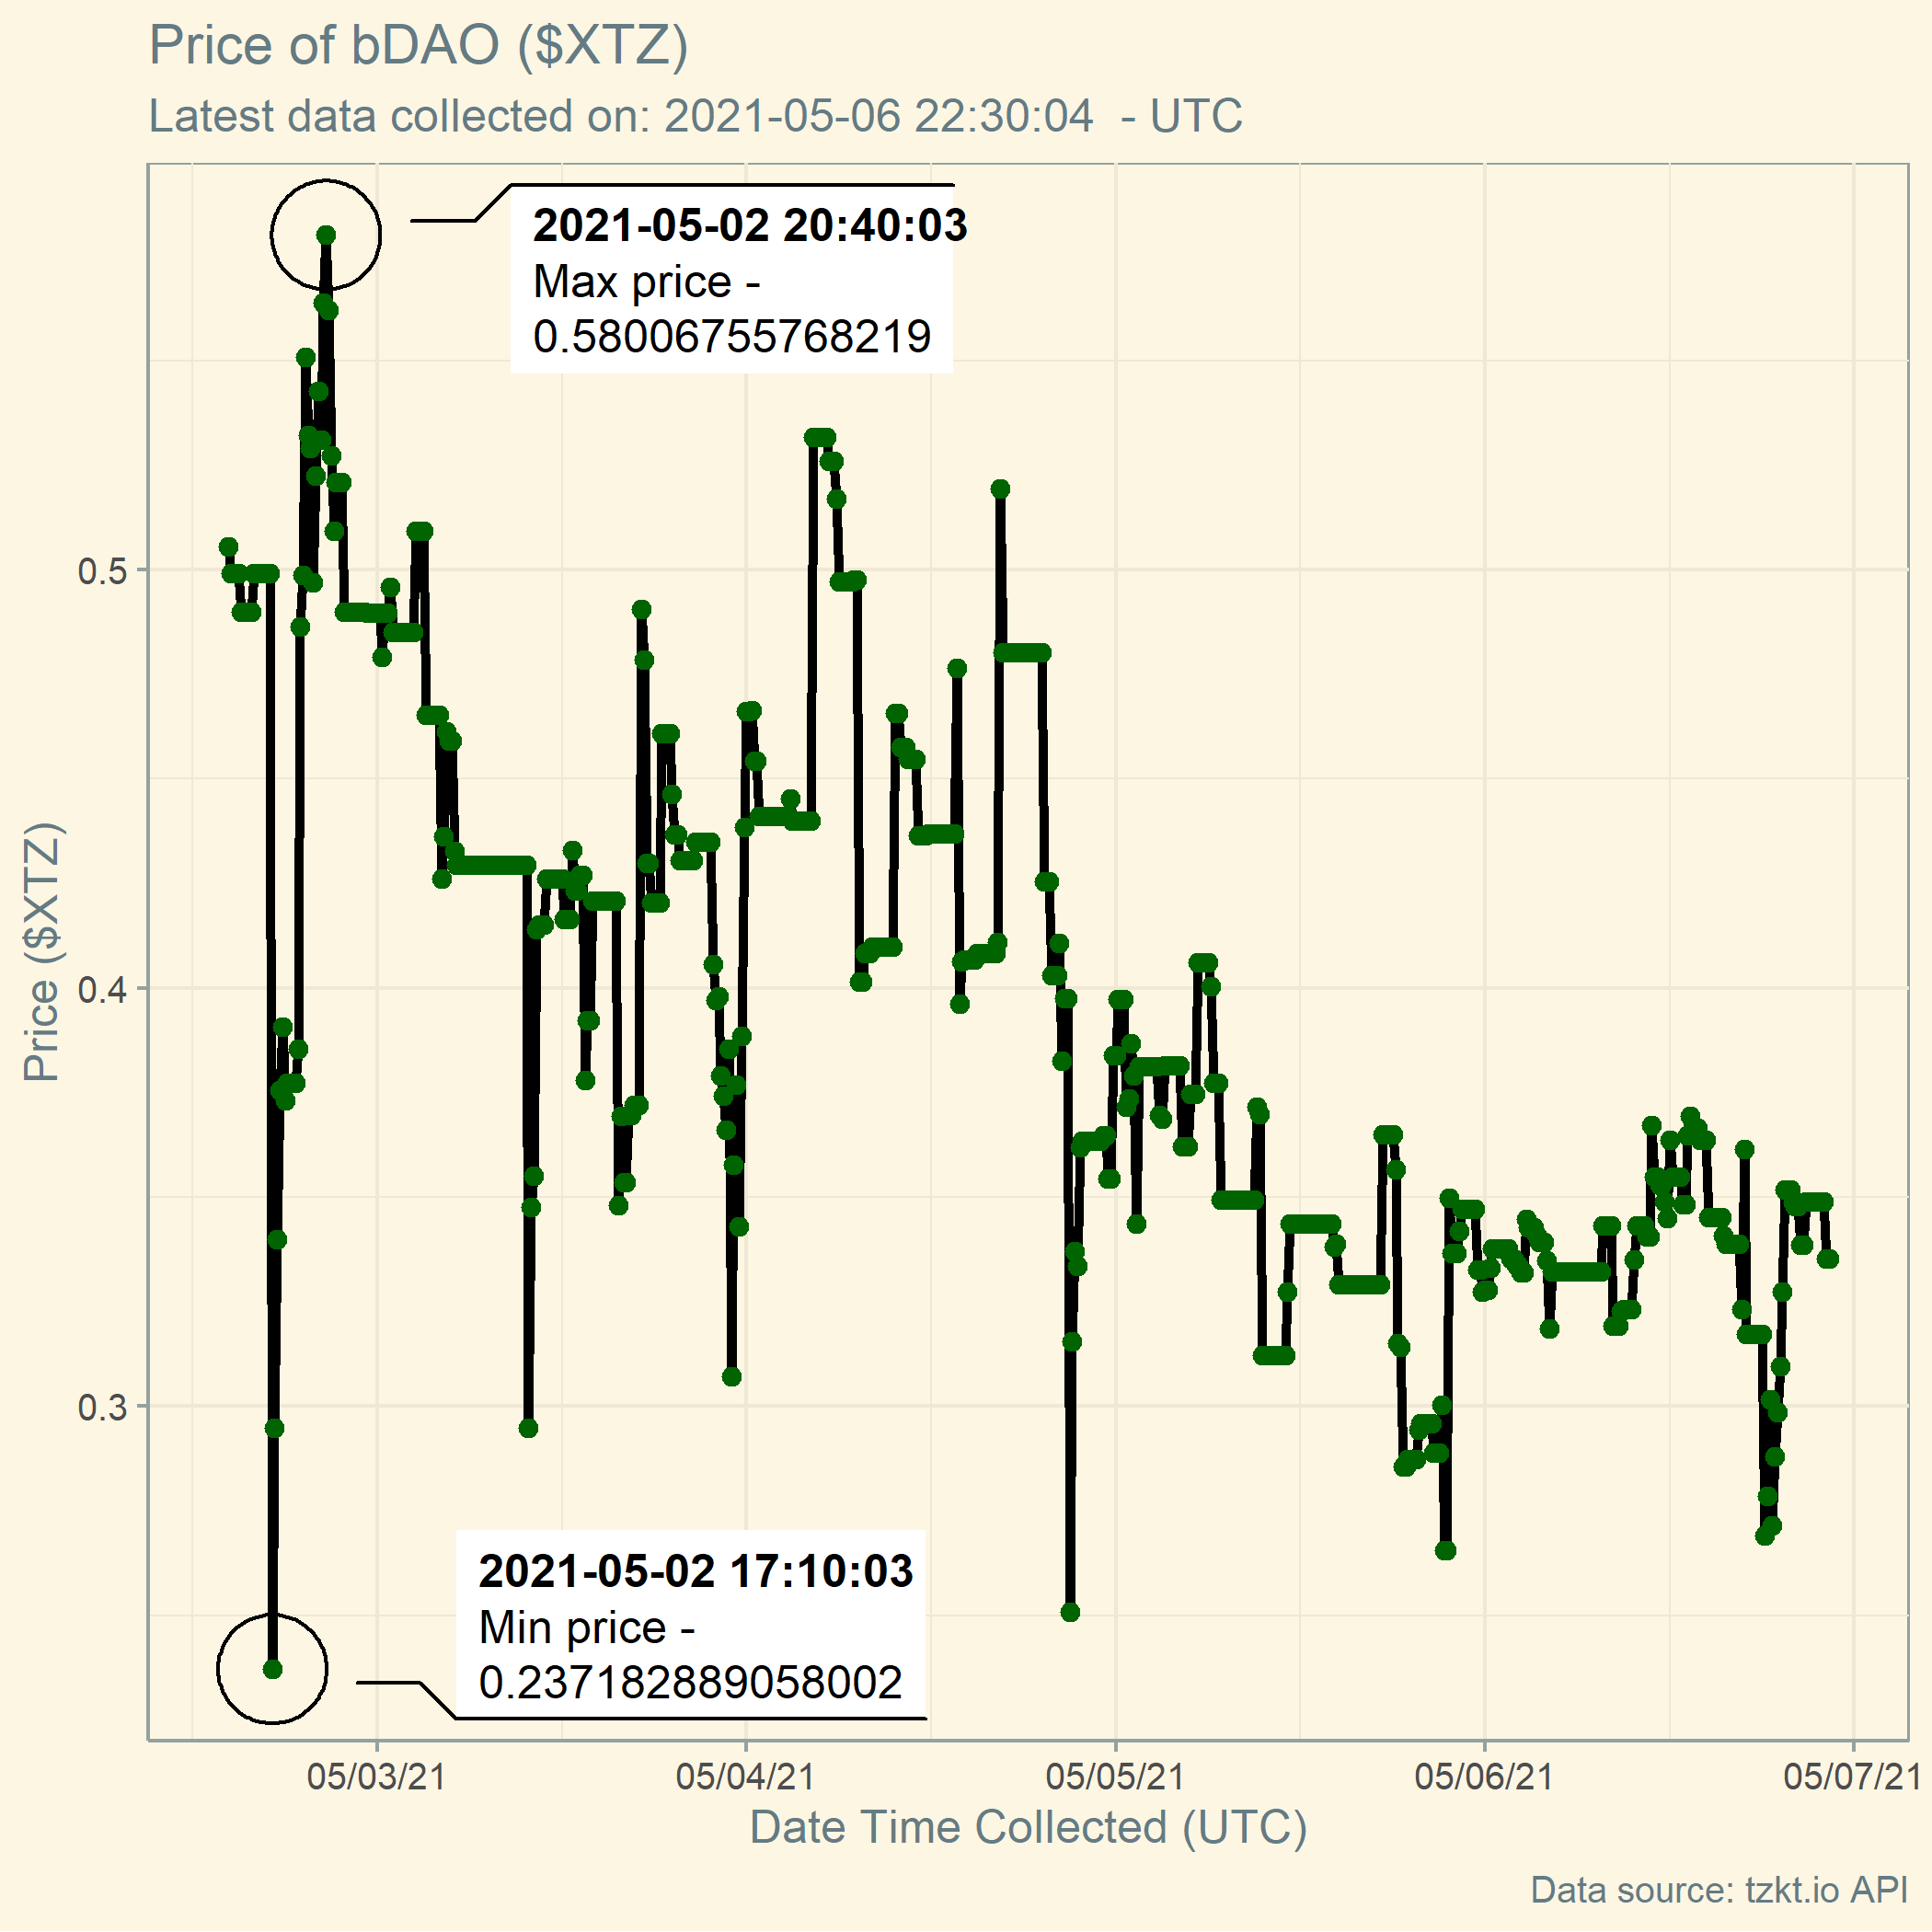 Price of bDAO ($XTZ)
Latest data collected on: 2021-05-06 22:30:04  - UTC
2021-05-02 20:40:03
Max price -
0.58006755768219
0.5
0.4
0.3
Price ($XTZ)
2021-05-02 17:10:03
Min price -
0.237182889058002
05/03/21
05/04/21
05/05/21
05/06/21
05/07/21
Date Time Collected (UTC)
Data source: tzkt.io API